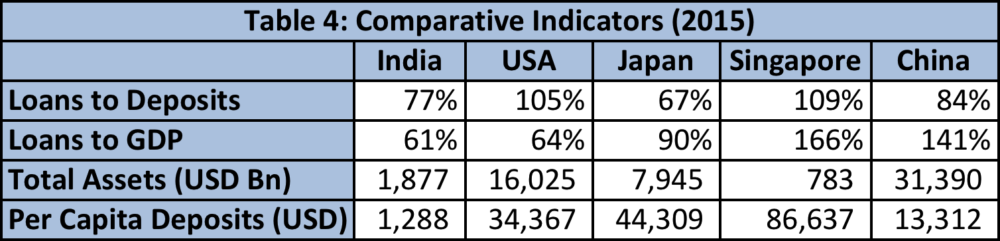 Table 4: Comparative Indicators (2015)
India USA Japan Singapore China
Loans to Deposits 77% 105% 67% 109% 84%
Loans to GDP 61% 64% 90% 166% 141%
Total Assets (USD Bn) 1,877 16,025 7,945 783 31,390
Per Capita Deposits (USD) 1,288 34,367 44,309 86,637 13,312